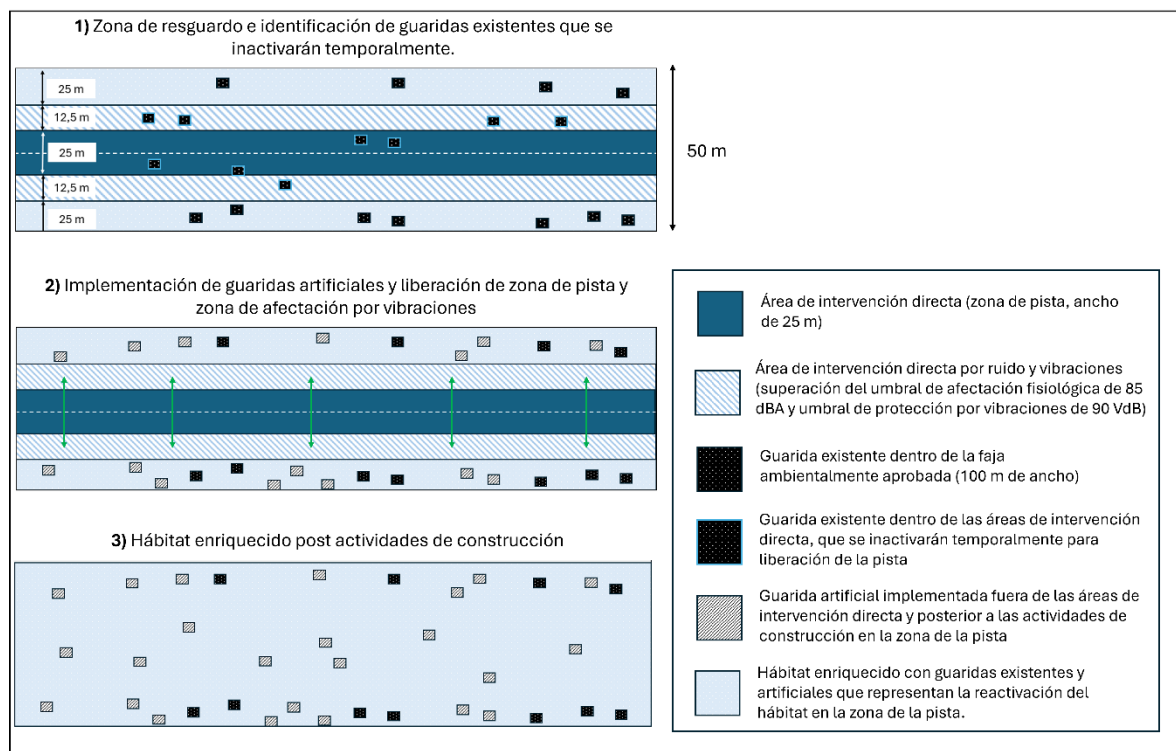 1) Zona de resguardo e identificación de guaridas existentes que se
inactivarán temporalmente.
25 m
12,5 m
25 m
12,5 m
25 m
50 m
2) Implementación de guaridas artificiales y liberación de zona de pista y
zona de afectación por vibraciones
3) Hábitat enriquecido post actividades de construcción
Área de intervención directa (zona de pista, ancho
de 25 m)
Área de intervención directa por ruido y vibraciones
(superación del umbral de afectación fisiológica de 85
dBA y umbral de protección por vibraciones de 90 VdB)
Guarida existente dentro de la faja
ambientalmente aprobada (100 m de ancho)
Guarida existente dentro de las áreas de intervención
directa, que se inactivarán temporalmente para
liberación de la pista
Guarida artificial implementada fuera de las áreas de
intervención directa y posterior a las actividades de
construcción en la zona de la pista
Hábitat enriquecido con guaridas existentes y
artificiales que representan la reactivación del
hábitat en la zona de la pista.